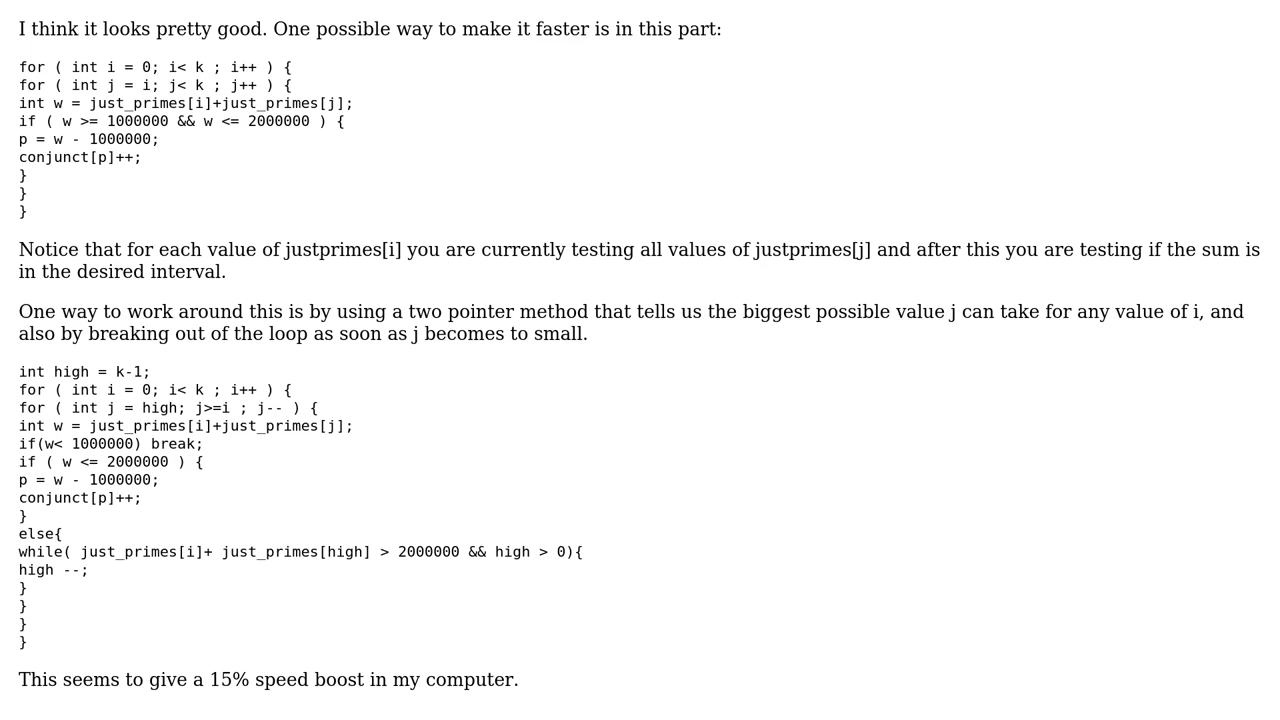 I think it looks pretty good. One possible way to make it faster is in this part:
for ( int i = 0; i< k ; i++ ) {
for ( int j = i; j< k ; j++ ) {
int w = just_primes[i]+just_primes[j];
if ( w >= 1000000 && w <= 2000000 ) {
p = w - 1000000;
conjunct[p]++;
}
}
}
Notice that for each value of justprimes[i] you are currently testing all values of justprimes[j] and after this you are testing if the sum is
in the desired interval.
One way to work around this is by using a two pointer method that tells us the biggest possible value j can take for any value of i, and
also by breaking out of the loop as soon as j becomes to small.
int high = k-1;
for ( int i = 0; i< k ; i++ ) {
for ( int j = high; j>=i ; j-- ) {
int w = just_primes[i]+just_primes[j];
if(w< 1000000) break;
if ( w <= 2000000 ) {
p = w - 1000000;
conjunct[p]++;
}
else{
while( just_primes[i]+ just_primes[high] > 2000000 && high > 0){
high --;
}
}
}
}
This seems to give a 15% speed boost in my computer.